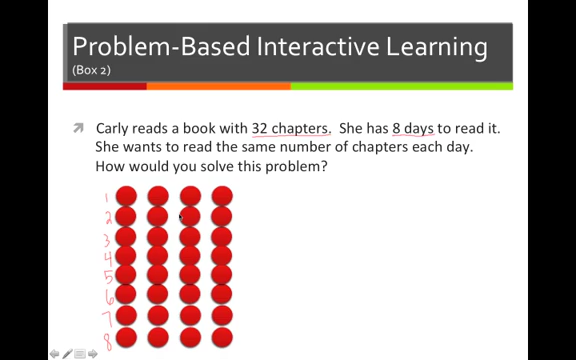 Problem-Based Interactive Learning
(Box 2)
Carly reads a book with 32 chapters. She has 8 days to read it.
She wants to read the same number of chapters each day.
How would you solve this problem?
1
2
3
4
5
6
7
8